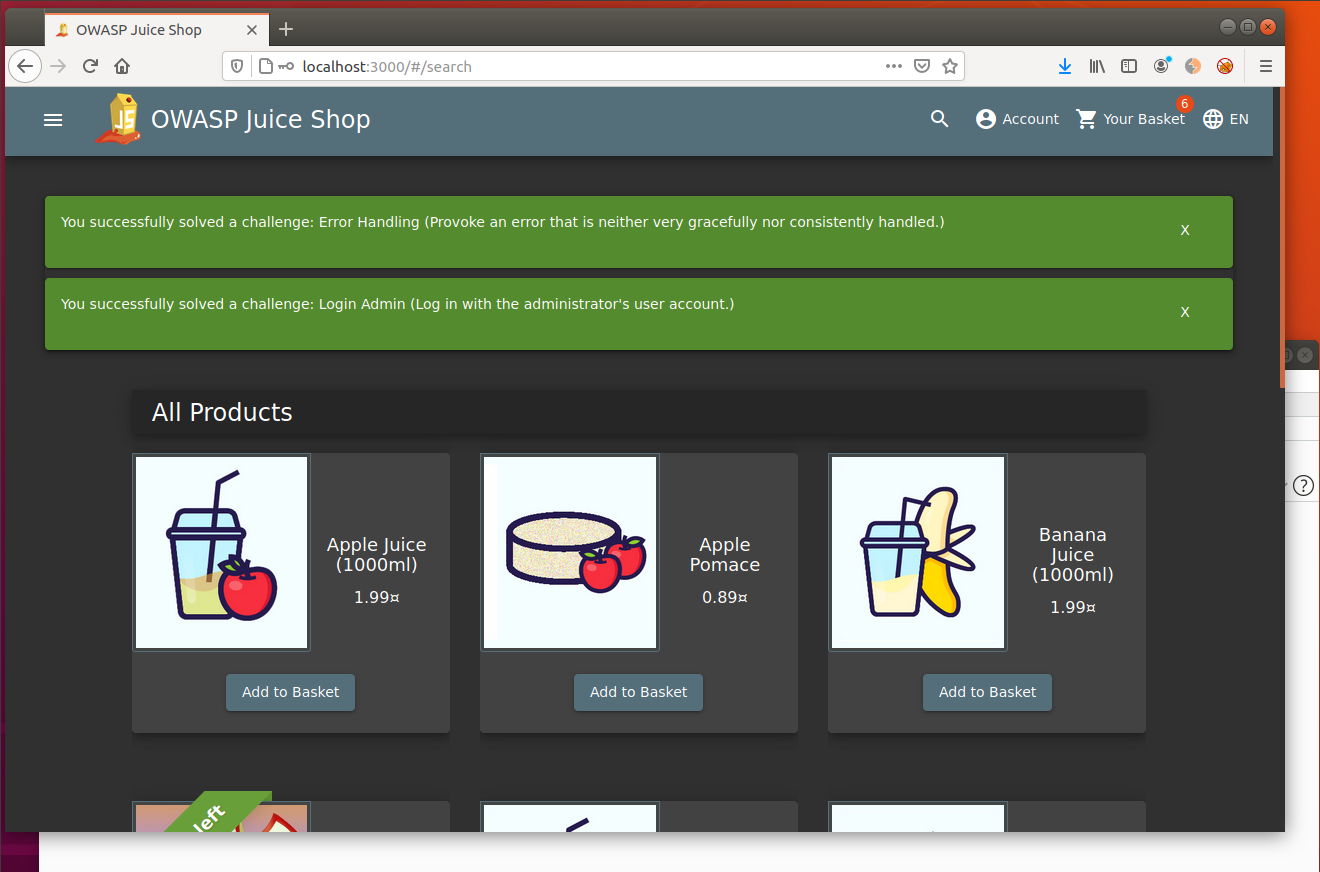 OWASP Juice Shop
localhost:3000/#/search
JS
OWASP Juice Shop
Account
Your Basket
6
EN
You successfully solved a challenge: Error Handling (Provoke an error that is neither very gracefully nor consistently handled.)
X
You successfully solved a challenge: Login Admin (Log in with the administrator's user account.)
X
All Products
Apple Juice
(1000ml)
1.99¤
Add to Basket
Apple
Pomace
0.89¤
Add to Basket
Banana
Juice
(1000ml)
1.99¤
Add to Basket
left
?